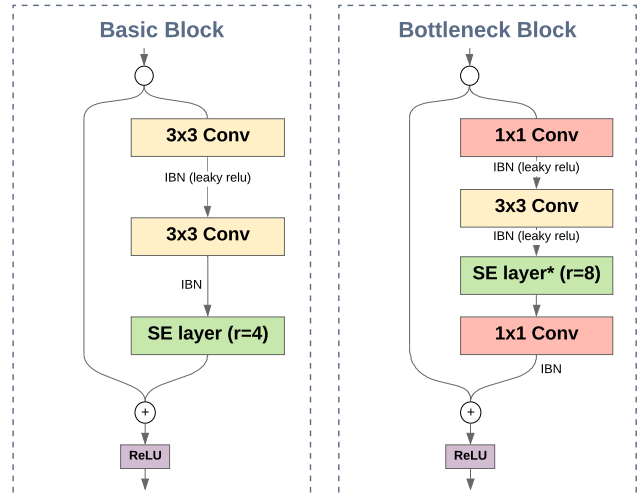 Basic Block
3x3 Conv
IBN (leaky relu)
3x3 Conv
IBN
SE layer (r=4)
+
ReLU
Bottleneck Block
1x1 Conv
IBN (leaky relu)
3x3 Conv
IBN (leaky relu)
SE layer* (r=8)
1x1 Conv
IBN
+
ReLU